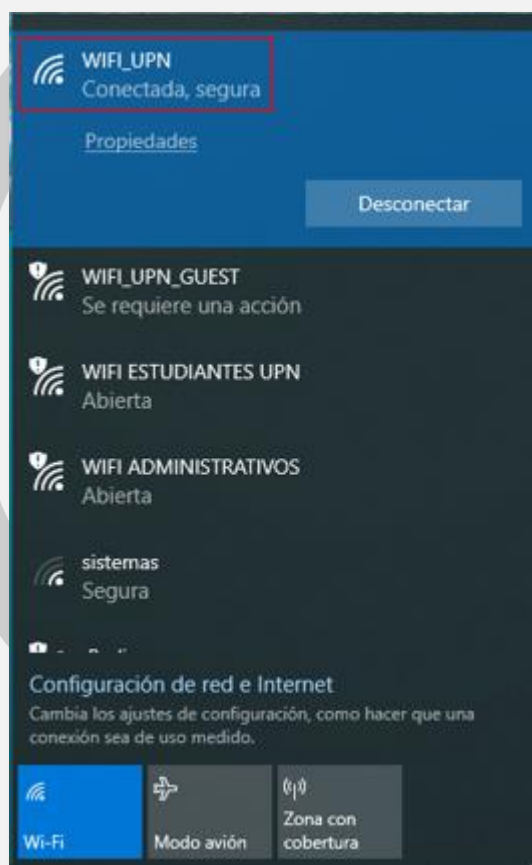 WIFI_UPN
Conectada, segura
Propiedades
Desconectar
WIFI_UPN_GUEST
Se requiere una acción
WIFI ESTUDIANTES UPN
Abierta
WIFI ADMINISTRATIVOS
Abierta
sistemas
Segura
Configuración de red e Internet
Cambia los ajustes de configuración, como hacer que una
conexión sea de uso medido.
Wi-Fi
Modo avión
Zona con
cobertura